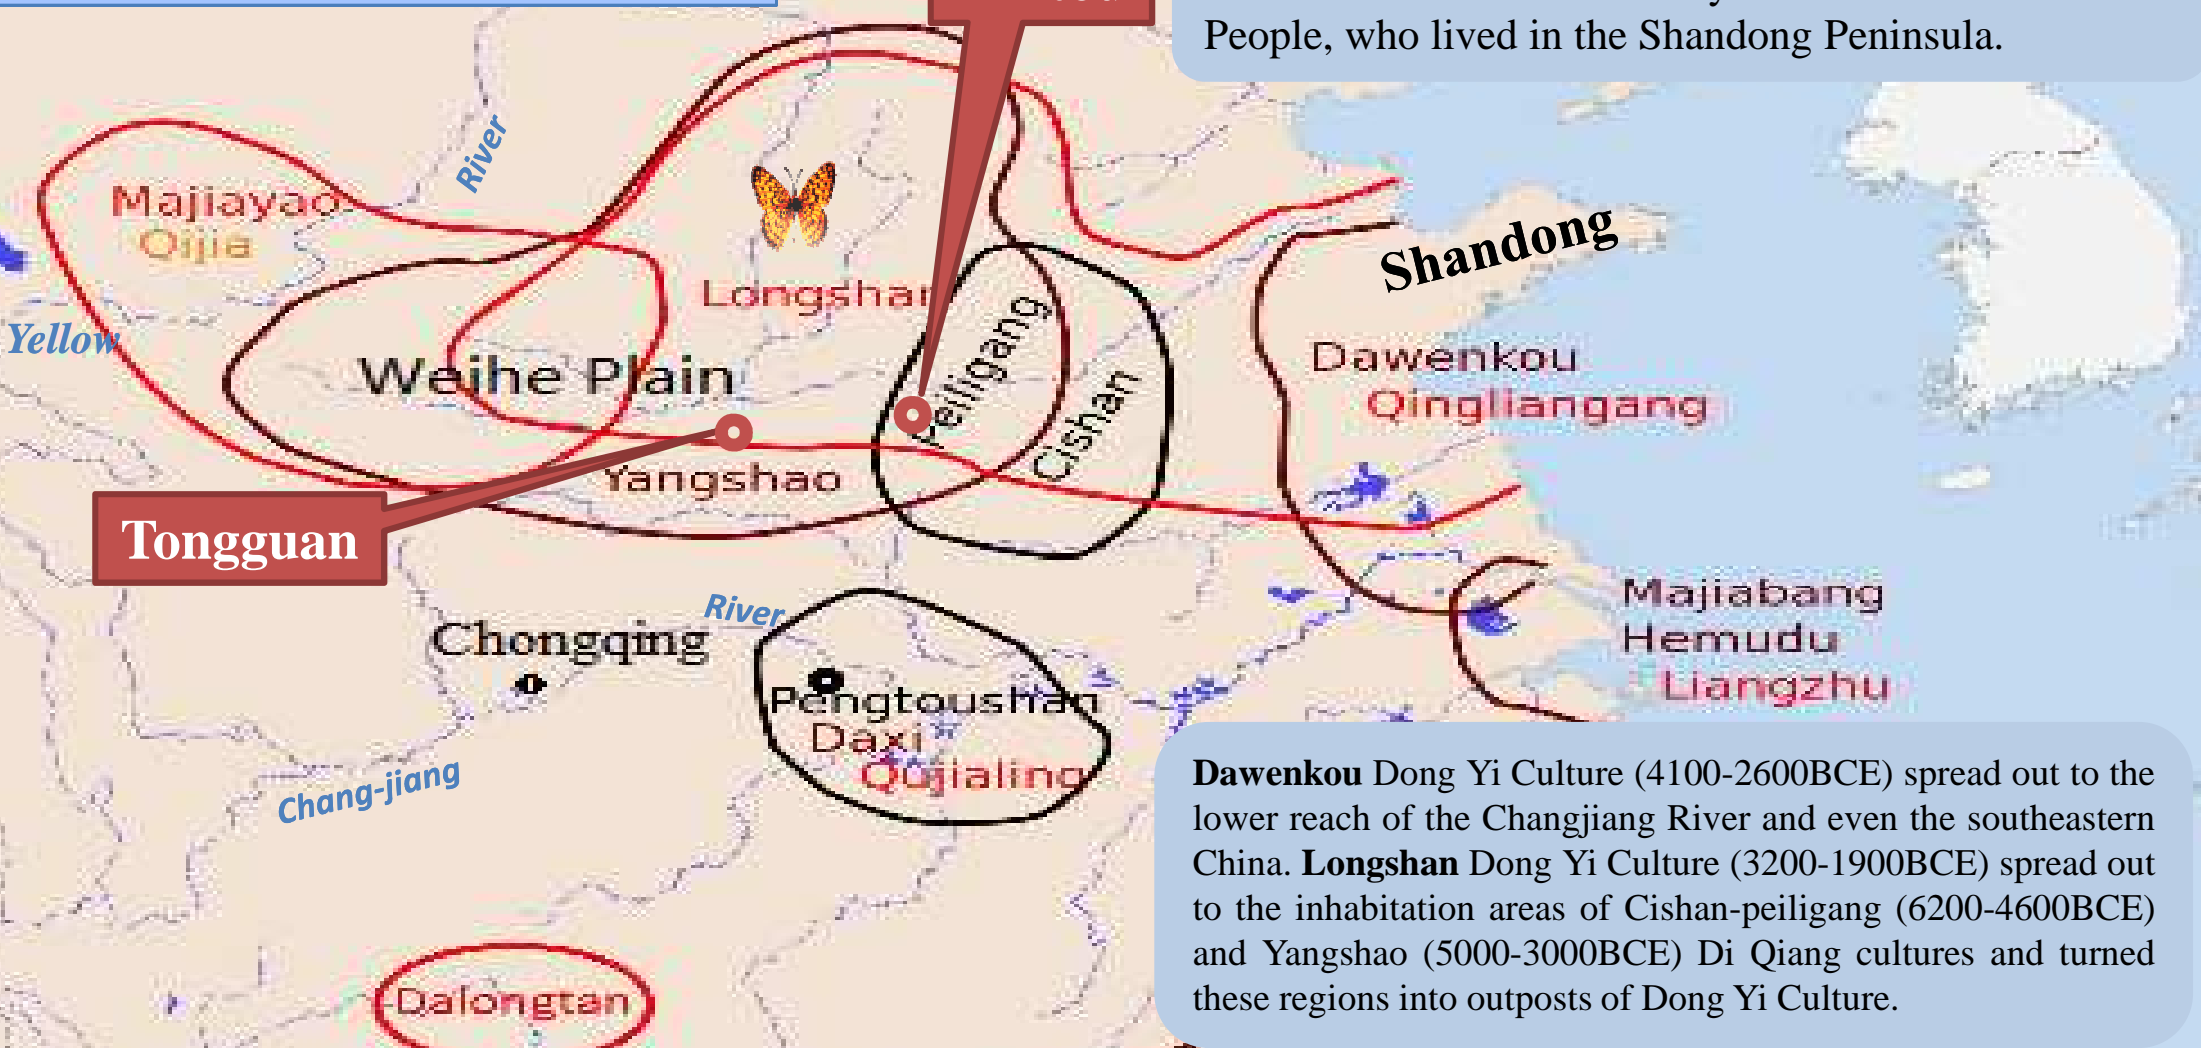 People, who lived in the Shandong Peninsula.
River
Majiayao
Qijia
Shandong
Longshan
Yellow
Peiligang
Weihe Plain
Dawenkou
Cishan
Qingliangang
Yangshao
Tongguan
Majiabang
River
Chongqing
Hemudu
Liangzhu
Pengtoushan
Daxi
Qujialing
Chang-jiang
Dawenkou Dong Yi Culture (4100-2600BCE) spread out to the
lower reach of the Changjiang River and even the southeastern
China. Longshan Dong Yi Culture (3200-1900BCE) spread out
to the inhabitation areas of Cishan-peiligang (6200-4600BCE)
and Yangshao (5000-3000BCE) Di Qiang cultures and turned
these regions into outposts of Dong Yi Culture.
Dalongtan